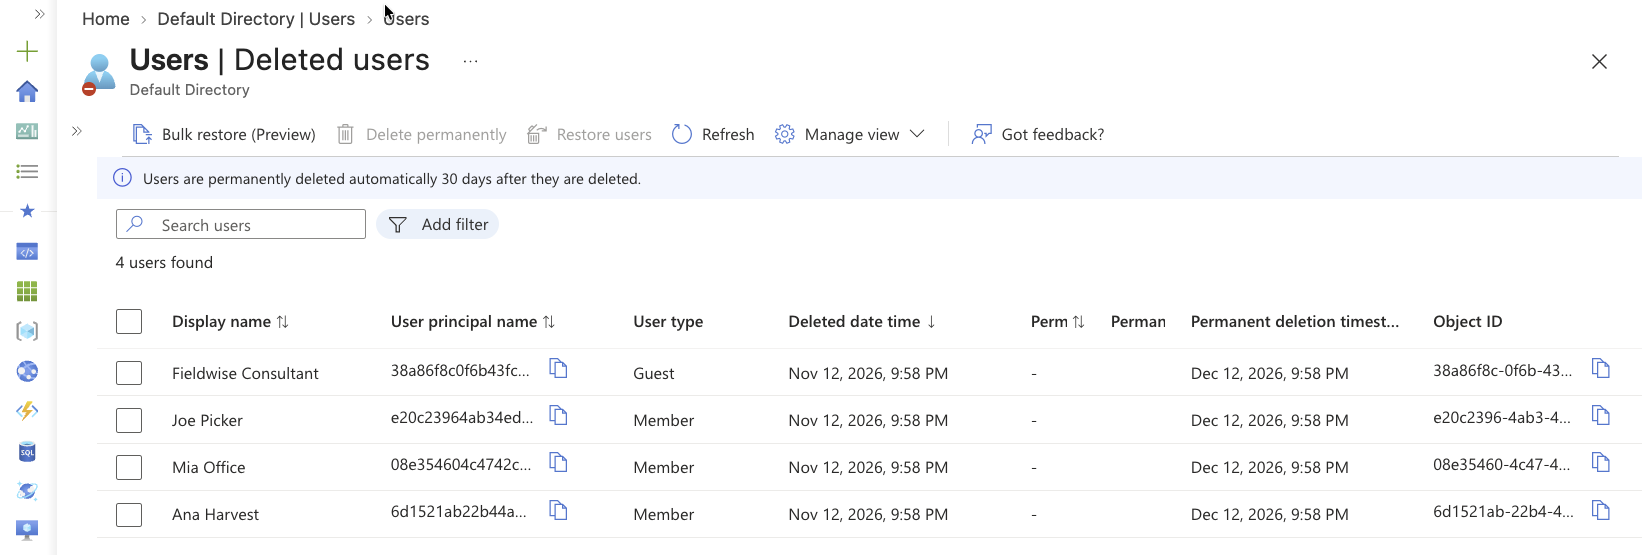 Home > Default Directory | Users > Users
Users | Deleted users ...
Default Directory
Bulk restore (Preview) Delete permanently Restore users Refresh Manage view Got feedback?
Users are permanently deleted automatically 30 days after they are deleted.
Search users Add filter
4 users found
Display name User principal name User type Deleted date time ↓ Perm Perman Permanent deletion timest... Object ID
Fieldwise Consultant 38a86f8c0f6b43fc... Guest Nov 12, 2026, 9:58 PM - Dec 12, 2026, 9:58 PM 38a86f8c-0f6b-43...
Joe Picker e20c23964ab34ed... Member Nov 12, 2026, 9:58 PM - Dec 12, 2026, 9:58 PM e20c2396-4ab3-4...
Mia Office 08e354604c4742c... Member Nov 12, 2026, 9:58 PM - Dec 12, 2026, 9:58 PM 08e35460-4c47-4...
Ana Harvest 6d1521ab22b44a... Member Nov 12, 2026, 9:58 PM - Dec 12, 2026, 9:58 PM 6d1521ab-22b4-4...
SQL